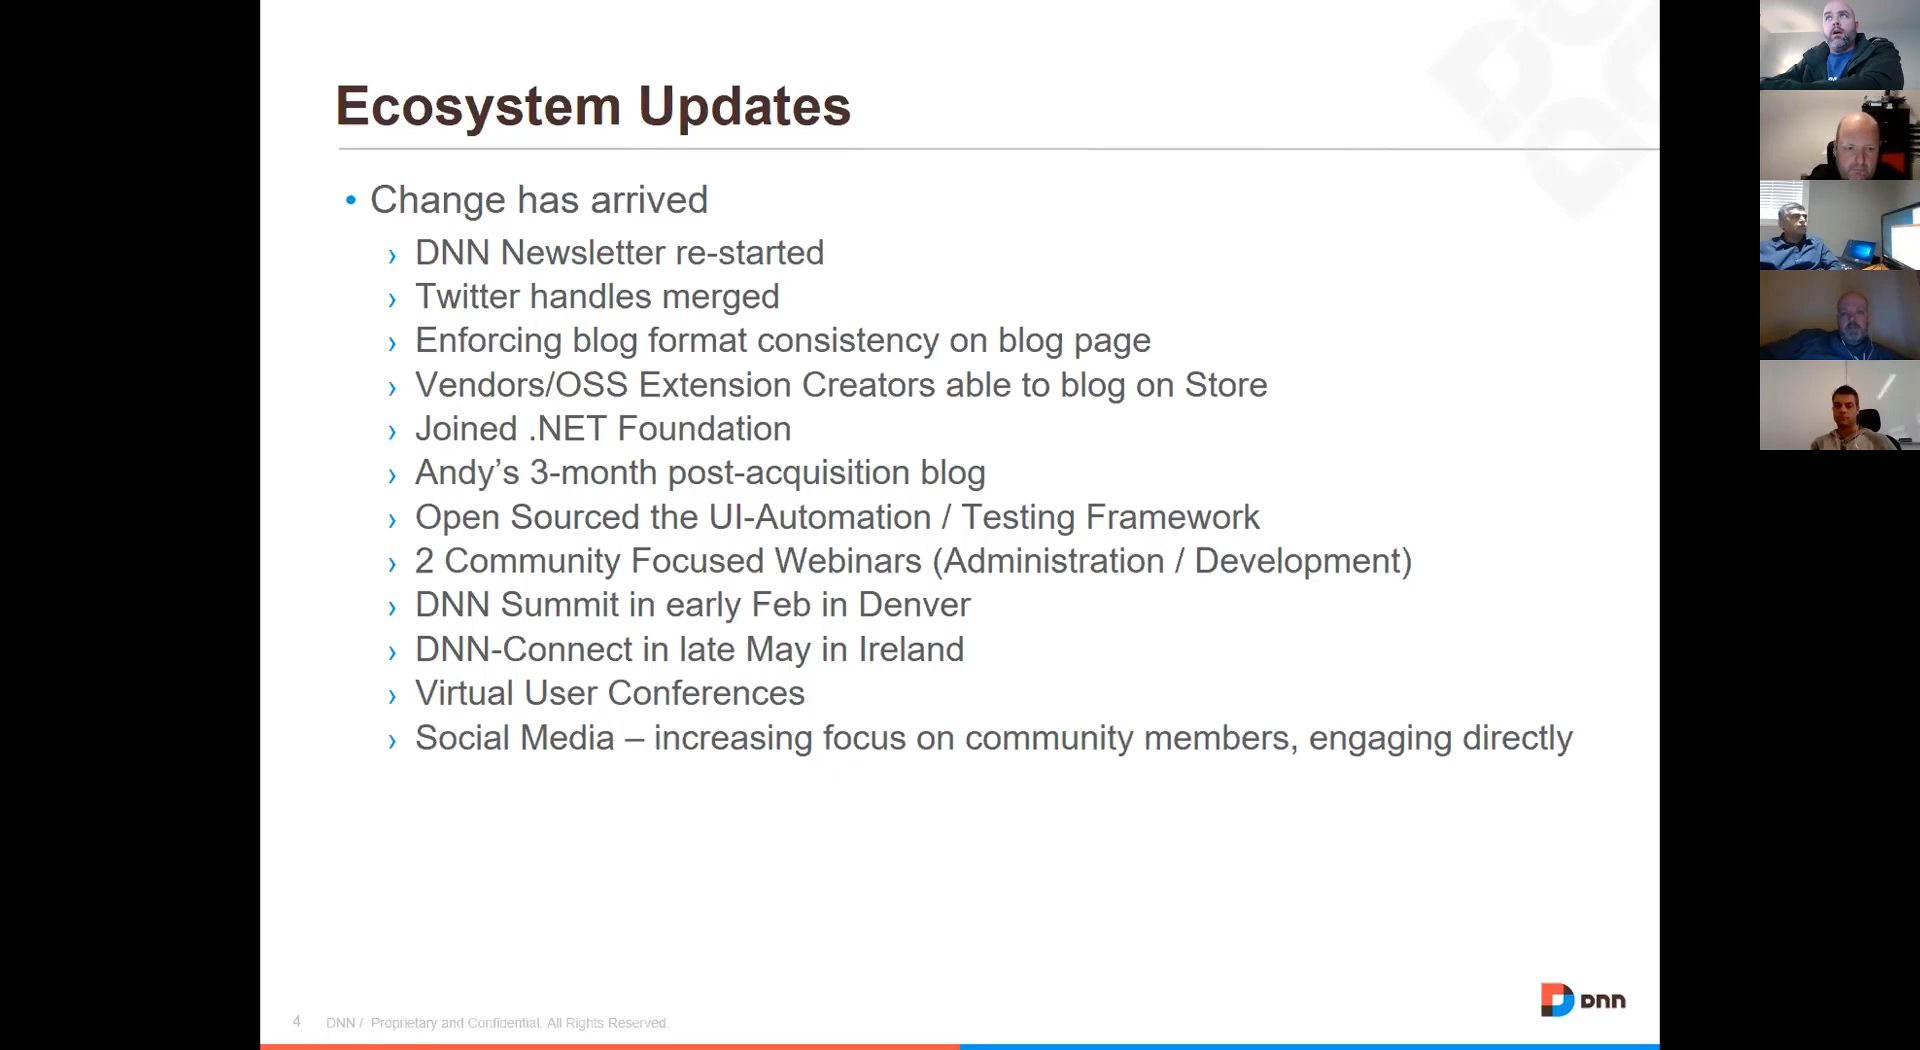 Ecosystem Updates
• Change has arrived
› DNN Newsletter re-started
› Twitter handles merged
› Enforcing blog format consistency on blog page
› Vendors/OSS Extension Creators able to blog on Store
› Joined .NET Foundation
› Andy’s 3-month post-acquisition blog
› Open Sourced the UI-Automation / Testing Framework
› 2 Community Focused Webinars (Administration / Development)
› DNN Summit in early Feb in Denver
› DNN-Connect in late May in Ireland
› Virtual User Conferences
› Social Media – increasing focus on community members, engaging directly
4 DNN / Proprietary and Confidential. All Rights Reserved.
DNN